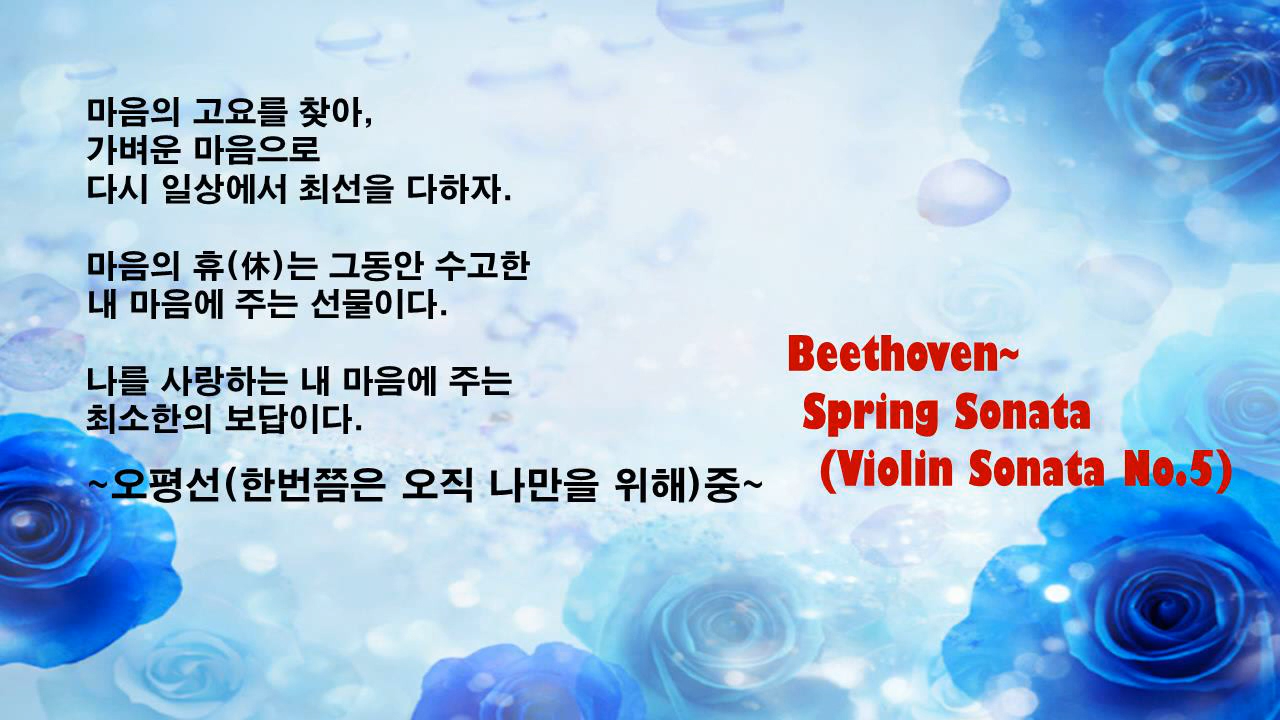 마음의 고요를 찾아,
가벼운 마음으로
다시 일상에서 최선을 다하자.
마음의 휴(休)는 그동안 수고한
내 마음에 주는 선물이다.
나를 사랑하는 내 마음에 주는
최소한의 보답이다.
~오평선(한번쯤은 오직 나만을 위해)중~
Beethoven~
Spring Sonata
(Violin Sonata No.5)